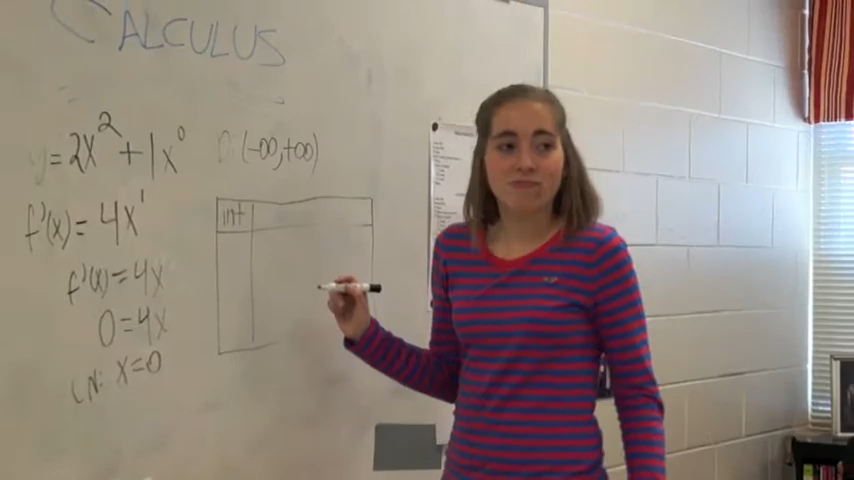 CALCULUS
y = 2x² + 1x⁰ D: (-∞,+∞)
f'(x) = 4x¹
int
f'(x) = 4x
0 = 4x
CN: x=0